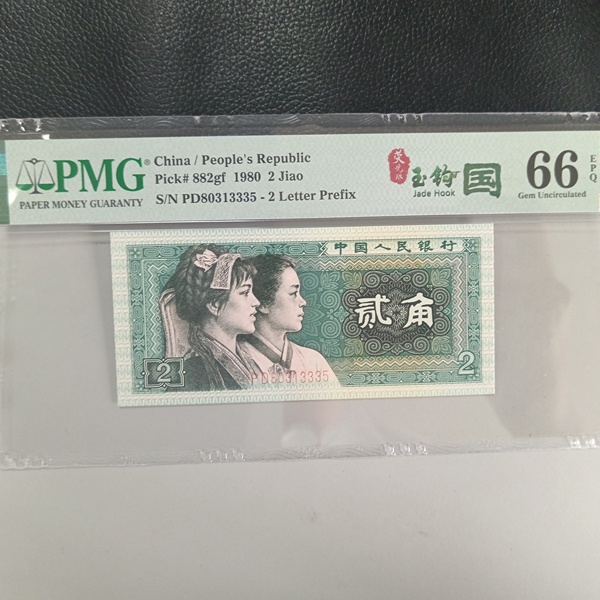 PMG®
PAPER MONEY GUARANTY
China / People's Republic
Pick# 882gf 1980 2 Jiao
S/N PD80313335 - 2 Letter Prefix
玉钩国
Jade Hook
66
EPQ
Gem Uncirculated
中国人民银行
贰角
2
2
PD80313335